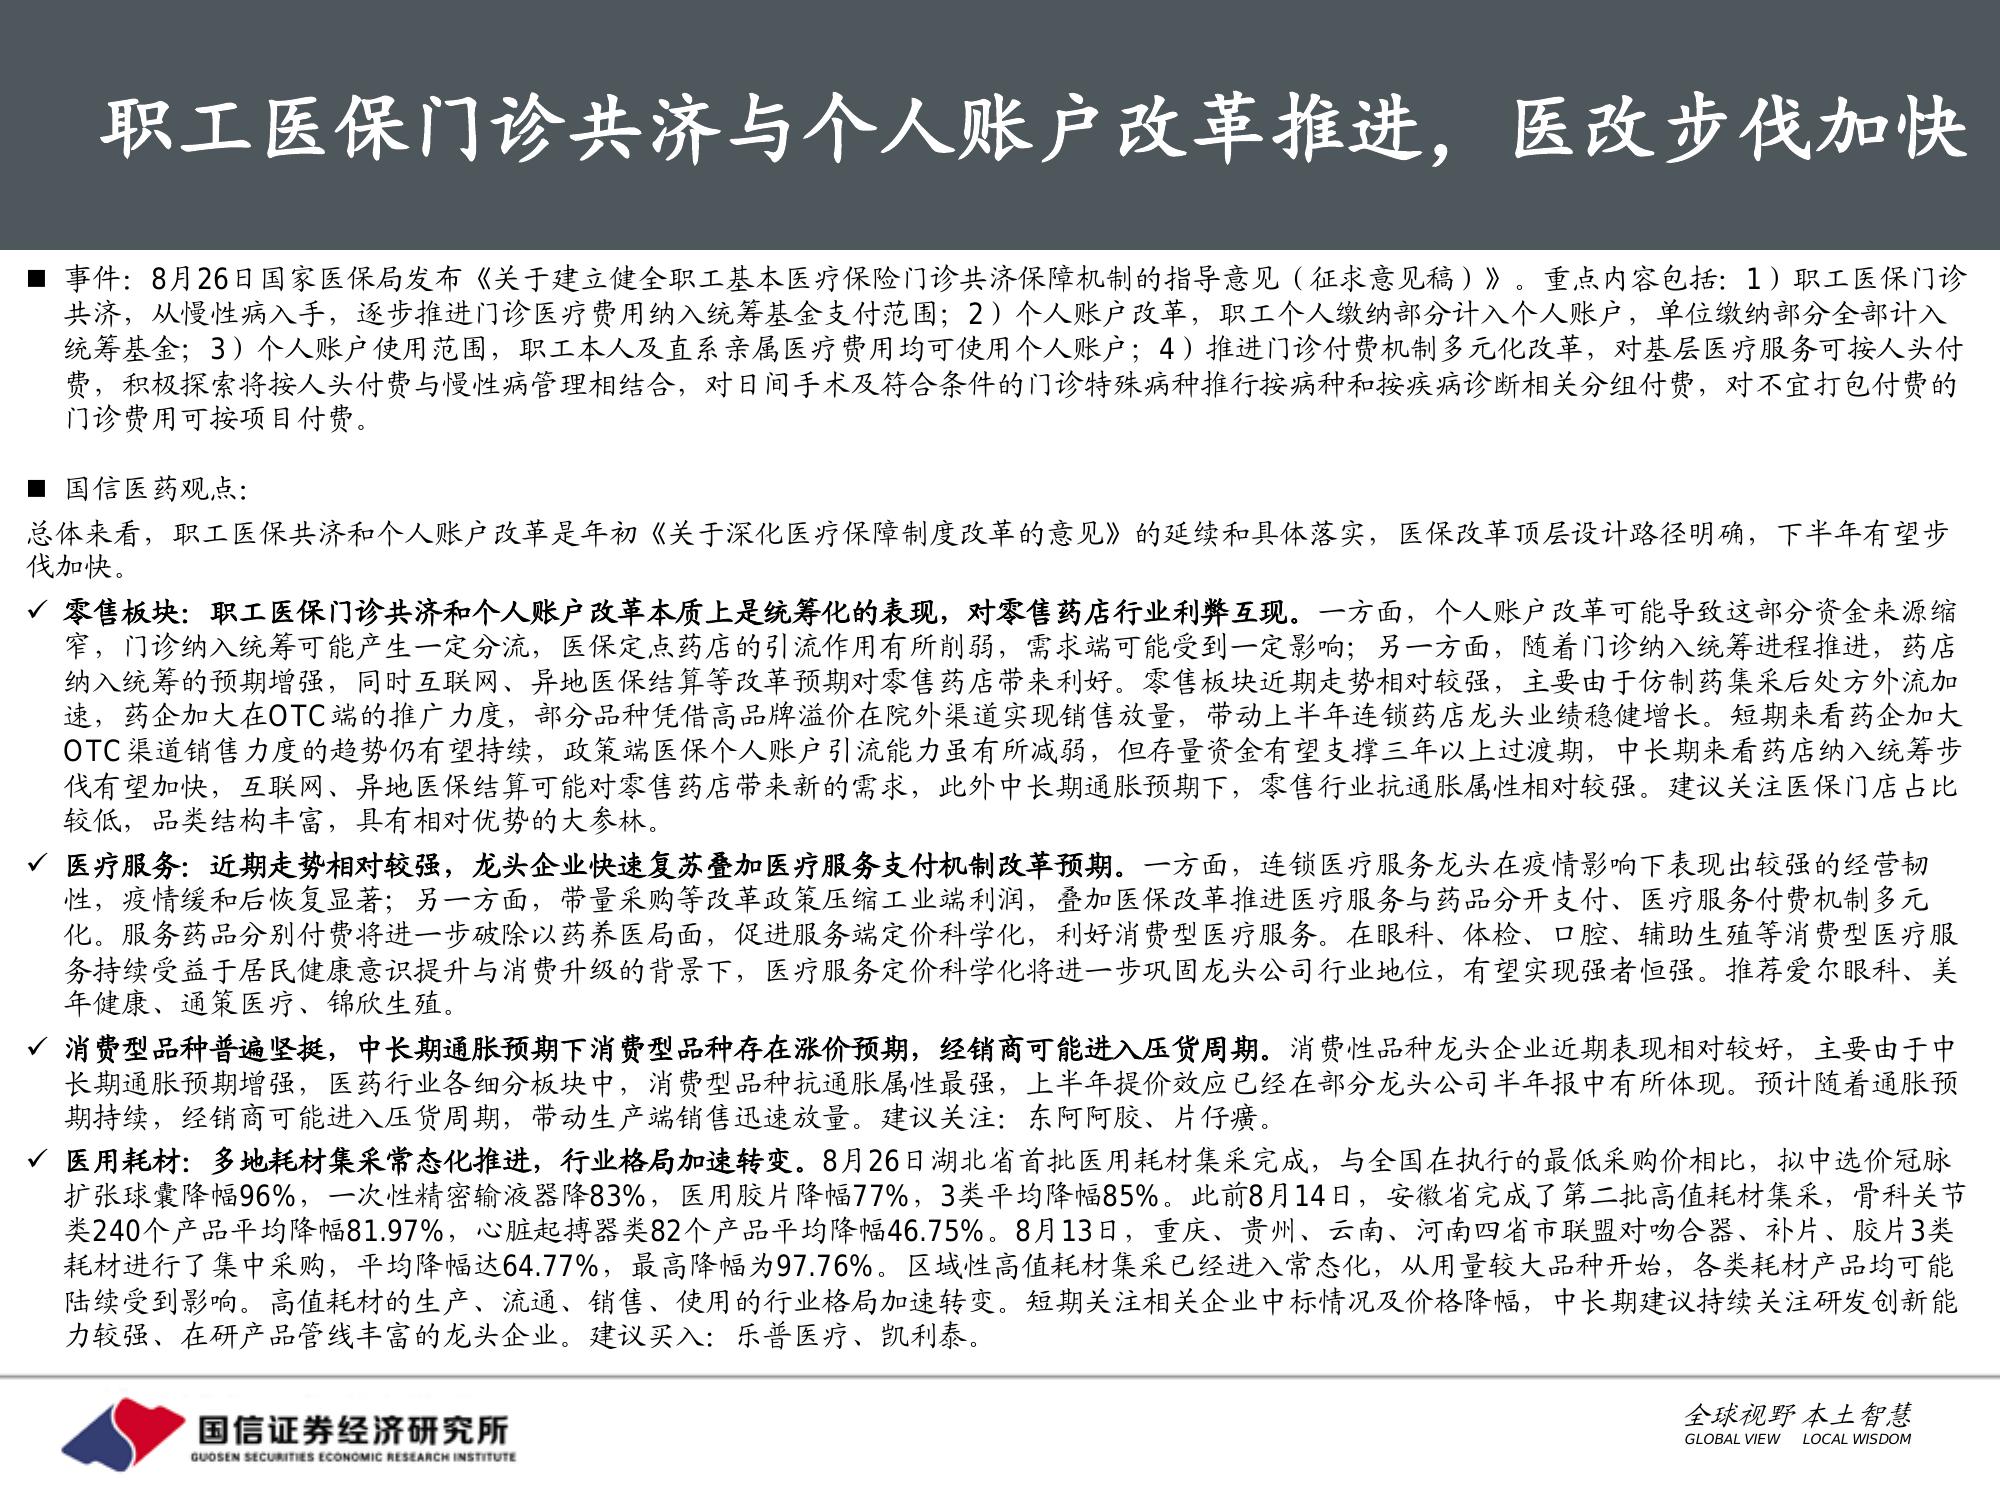 职工医保门诊共济与个人账户改革推进，医改步伐加快
■ 事件：8月26日国家医保局发布《关于建立健全职工基本医疗保险门诊共济保障机制的指导意见（征求意见稿）》。重点内容包括：1）职工医保门诊
共济，从慢性病入手，逐步推进门诊医疗费用纳入统筹基金支付范围；2）个人账户改革，职工个人缴纳部分计入个人账户，单位缴纳部分全部计入
统筹基金；3）个人账户使用范围，职工本人及直系亲属医疗费用均可使用个人账户；4）推进门诊付费机制多元化改革，对基层医疗服务可按人头付
费，积极探索将按人头付费与慢性病管理相结合，对日间手术及符合条件的门诊特殊病种推行按病种和按疾病诊断相关分组付费，对不宜打包付费的
门诊费用可按项目付费。
■ 国信医药观点：
总体来看，职工医保共济和个人账户改革是年初《关于深化医疗保障制度改革的意见》的延续和具体落实，医保改革顶层设计路径明确，下半年有望步
伐加快。
✓ 零售板块：职工医保门诊共济和个人账户改革本质上是统筹化的表现，对零售药店行业利弊互现。一方面，个人账户改革可能导致这部分资金来源缩
窄，门诊纳入统筹可能产生一定分流，医保定点药店的引流作用有所削弱，需求端可能受到一定影响；另一方面，随着门诊纳入统筹进程推进，药店
纳入统筹的预期增强，同时互联网、异地医保结算等改革预期对零售药店带来利好。零售板块近期走势相对较强，主要由于仿制药集采后处方外流加
速，药企加大在OTC端的推广力度，部分品种凭借高品牌溢价在院外渠道实现销售放量，带动上半年连锁药店龙头业绩稳健增长。短期来看药企加大
OTC渠道销售力度的趋势仍有望持续，政策端医保个人账户引流能力虽有所减弱，但存量资金有望支撑三年以上过渡期，中长期来看药店纳入统筹步
伐有望加快，互联网、异地医保结算可能对零售药店带来新的需求，此外中长期通胀预期下，零售行业抗通胀属性相对较强。建议关注医保门店占比
较低，品类结构丰富，具有相对优势的大参林。
✓ 医疗服务：近期走势相对较强，龙头企业快速复苏叠加医疗服务支付机制改革预期。一方面，连锁医疗服务龙头在疫情影响下表现出较强的经营韧
性，疫情缓和后恢复显著；另一方面，带量采购等改革政策压缩工业端利润，叠加医保改革推进医疗服务与药品分开支付、医疗服务付费机制多元
化。服务药品分别付费将进一步破除以药养医局面，促进服务端定价科学化，利好消费型医疗服务。在眼科、体检、口腔、辅助生殖等消费型医疗服
务持续受益于居民健康意识提升与消费升级的背景下，医疗服务定价科学化将进一步巩固龙头公司行业地位，有望实现强者恒强。推荐爱尔眼科、美
年健康、通策医疗、锦欣生殖。
✓ 消费型品种普遍坚挺，中长期通胀预期下消费型品种存在涨价预期，经销商可能进入压货周期。消费性品种龙头企业近期表现相对较好，主要由于中
长期通胀预期增强，医药行业各细分板块中，消费型品种抗通胀属性最强，上半年提价效应已经在部分龙头公司半年报中有所体现。预计随着通胀预
期持续，经销商可能进入压货周期，带动生产端销售迅速放量。建议关注：东阿阿胶、片仔癀。
✓ 医用耗材：多地耗材集采常态化推进，行业格局加速转变。8月26日湖北省首批医用耗材集采完成，与全国在执行的最低采购价相比，拟中选价冠脉
扩张球囊降幅96%，一次性精密输液器降83%，医用胶片降幅77%，3类平均降幅85%。此前8月14日，安徽省完成了第二批高值耗材集采，骨科关节
类240个产品平均降幅81.97%，心脏起搏器类82个产品平均降幅46.75%。8月13日，重庆、贵州、云南、河南四省市联盟对吻合器、补片、胶片3类
耗材进行了集中采购，平均降幅达64.77%，最高降幅为97.76%。区域性高值耗材集采已经进入常态化，从用量较大品种开始，各类耗材产品均可能
陆续受到影响。高值耗材的生产、流通、销售、使用的行业格局加速转变。短期关注相关企业中标情况及价格降幅，中长期建议持续关注研发创新能
力较强、在研产品管线丰富的龙头企业。建议买入：乐普医疗、凯利泰。
国信证券经济研究所
GUOSEN SECURITIES ECONOMIC RESEARCH INSTITUTE
全球视野 本土智慧
GLOBAL VIEW LOCAL WISDOM